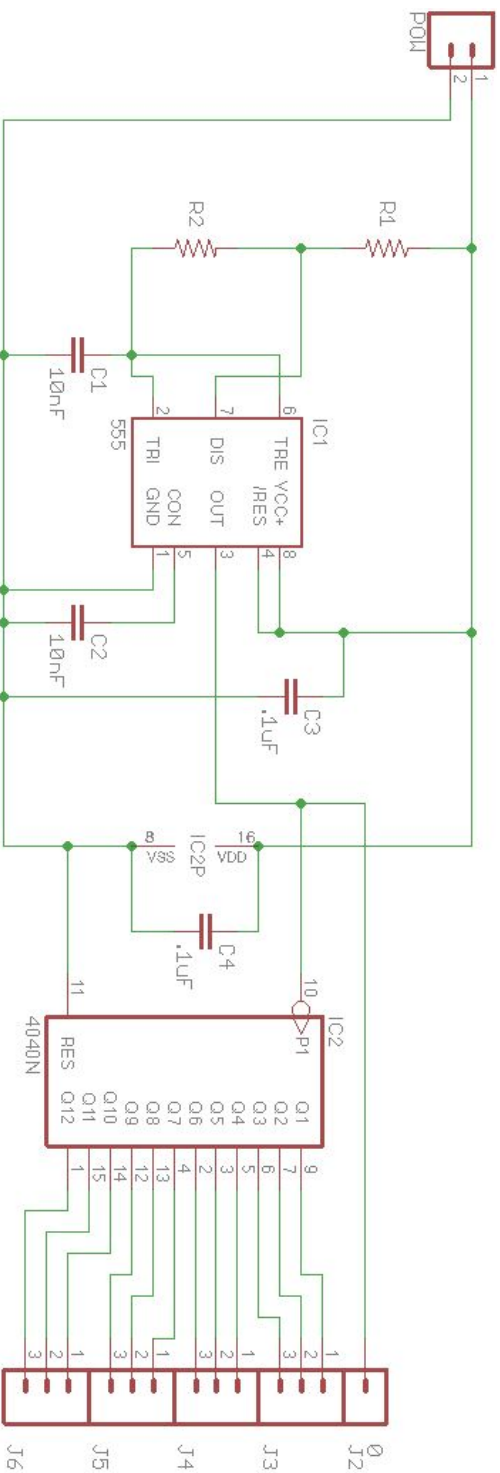 POW
1
2
R1
R2
C1
10nF
IC1
6
7
2
TRE VCC+
/RES
DIS OUT
CON
TRI GND
555
8
4
3
5
1
C2
10nF
C3
.1uF
8
VSS
IC2P
16
VDD
C4
.1uF
10
11
IC2
P1
RES
4040N
Q1
Q2
Q3
Q4
Q5
Q6
Q7
Q8
Q9
Q10
Q11
Q12
9
7
6
5
3
2
4
13
12
14
15
1
0
J2
1
2
3
J3
1
2
3
J4
1
2
3
J5
1
2
3
J6